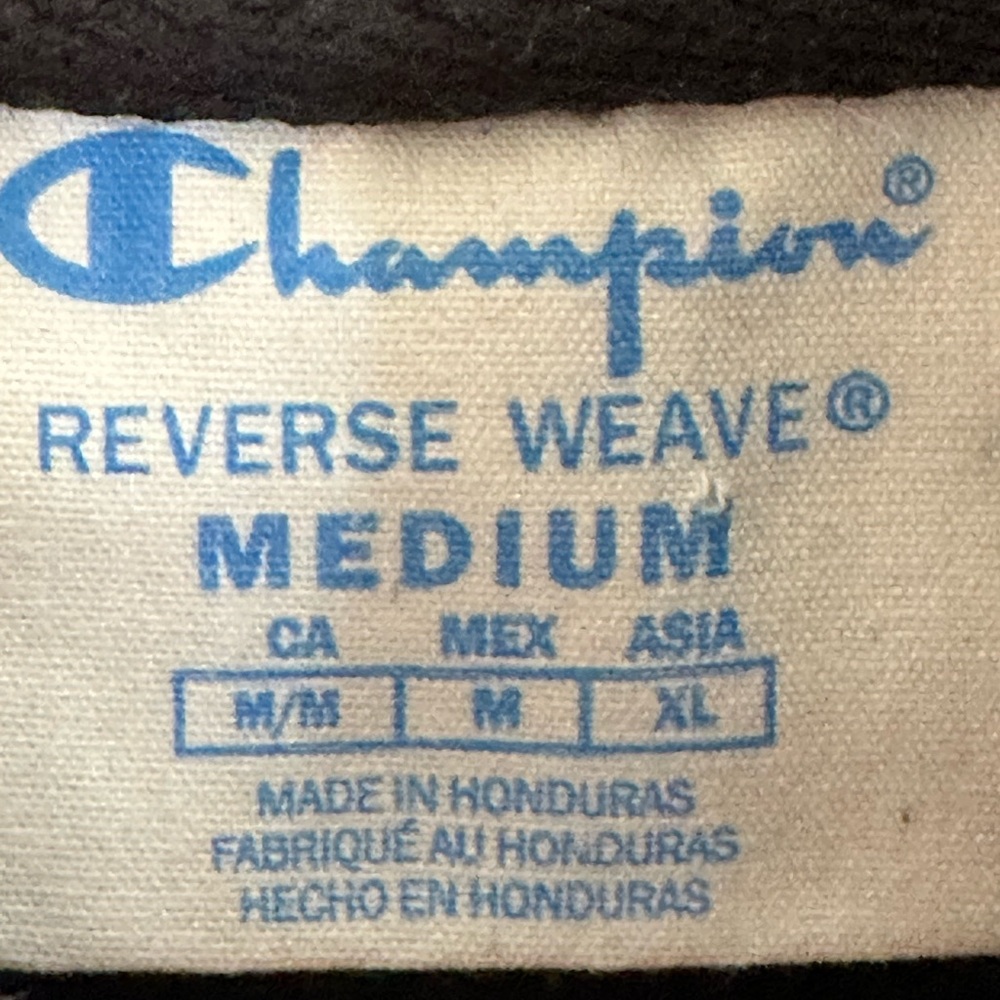 Champion®
REVERSE WEAVE®
MEDIUM
CA MEX ASIA
M/M M XL
MADE IN HONDURAS
FABRIQUÉ AU HONDURAS
HECHO EN HONDURAS